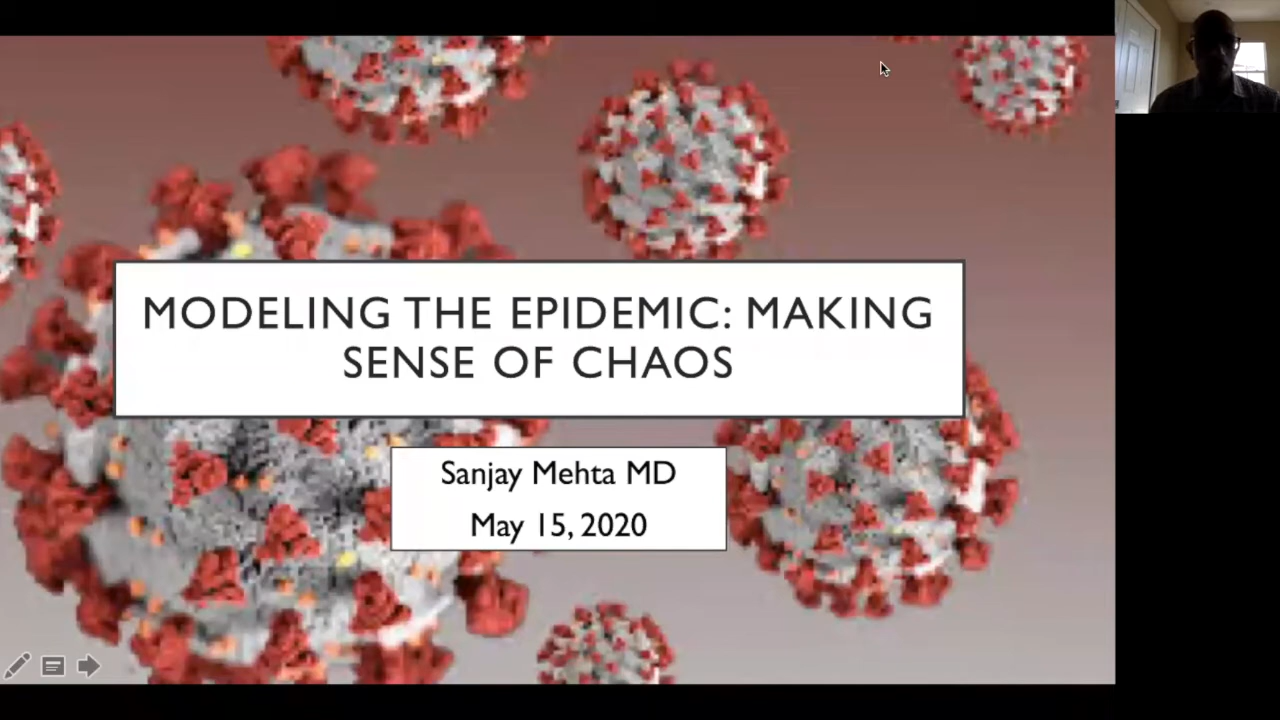 MODELING THE EPIDEMIC: MAKING
SENSE OF CHAOS
Sanjay Mehta MD
May 15, 2020